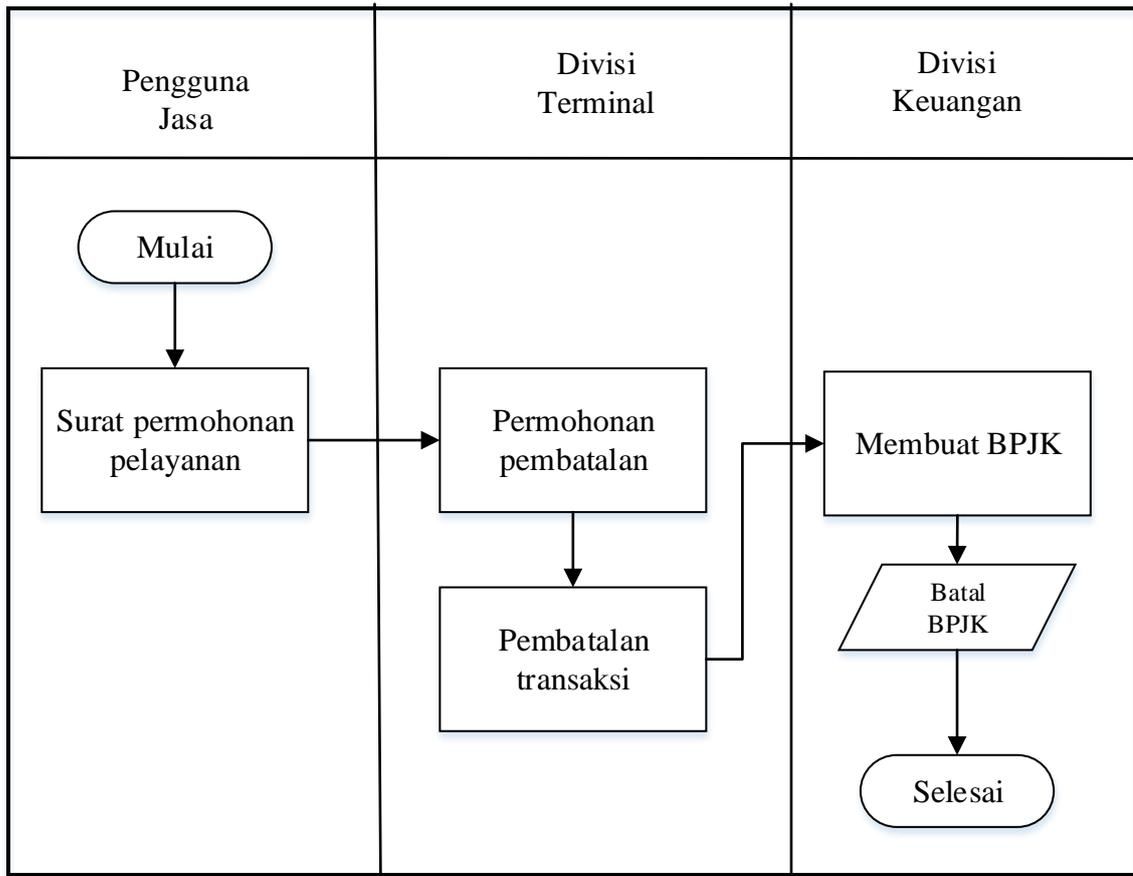 Pengguna
Jasa
Divisi
Terminal
Divisi
Keuangan
Mulai
Surat permohonan
pelayanan
Permohonan
pembatalan
Membuat BPJK
Batal
BPJK
Pembatalan
transaksi
Selesai